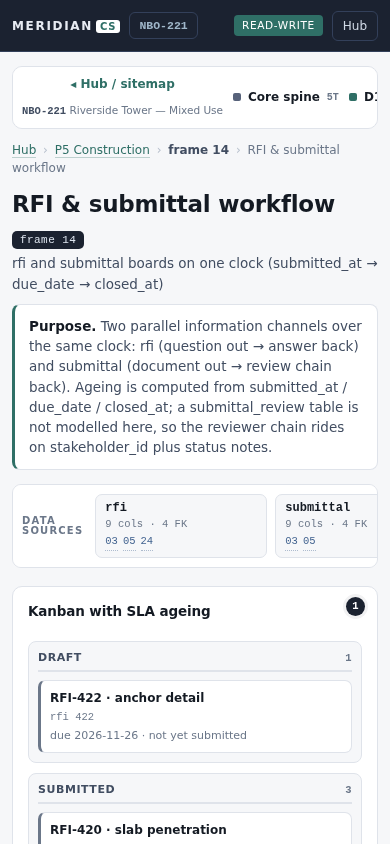 MERIDIAN CS NBO-221 READ-WRITE Hub
◂ Hub / sitemap
NBO-221 Riverside Tower — Mixed Use
Core spine 5T
Hub › P5 Construction › frame 14 › RFI & submittal
workflow
RFI & submittal workflow
frame 14
rfi and submittal boards on one clock (submitted_at →
due_date → closed_at)
Purpose. Two parallel information channels over
the same clock: rfi (question out → answer back)
and submittal (document out → review chain
back). Ageing is computed from submitted_at /
due_date / closed_at; a submittal_review table is
not modelled here, so the reviewer chain rides
on stakeholder_id plus status notes.
DATA
SOURCES
rfi
9 cols · 4 FK
03 05 24
submittal
9 cols · 4 FK
03 05
Kanban with SLA ageing 1
DRAFT 1
RFI-422 · anchor detail
rfi 422
due 2026-11-26 · not yet submitted
SUBMITTED 3
RFI-420 · slab penetration